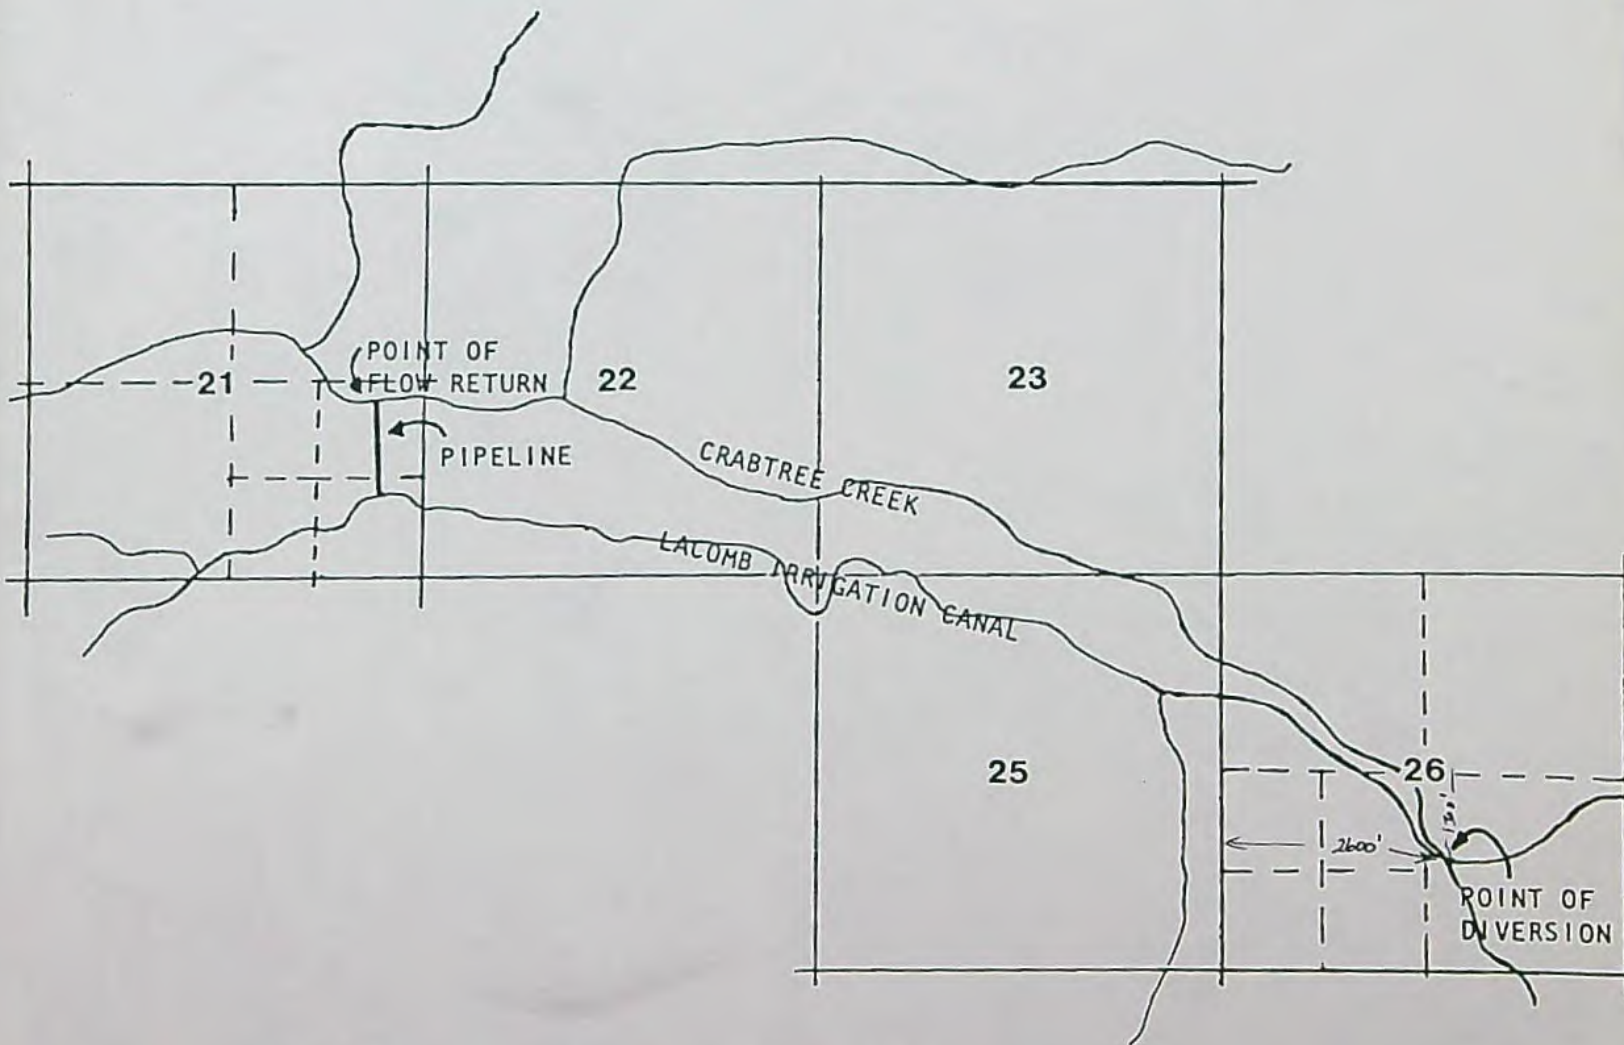 POINT OF
FLOW RETURN
21
22
23
PIPELINE
CRABTREE CREEK
LACOMB IRRIGATION CANAL
25
26
2600'
POINT OF
DIVERSION